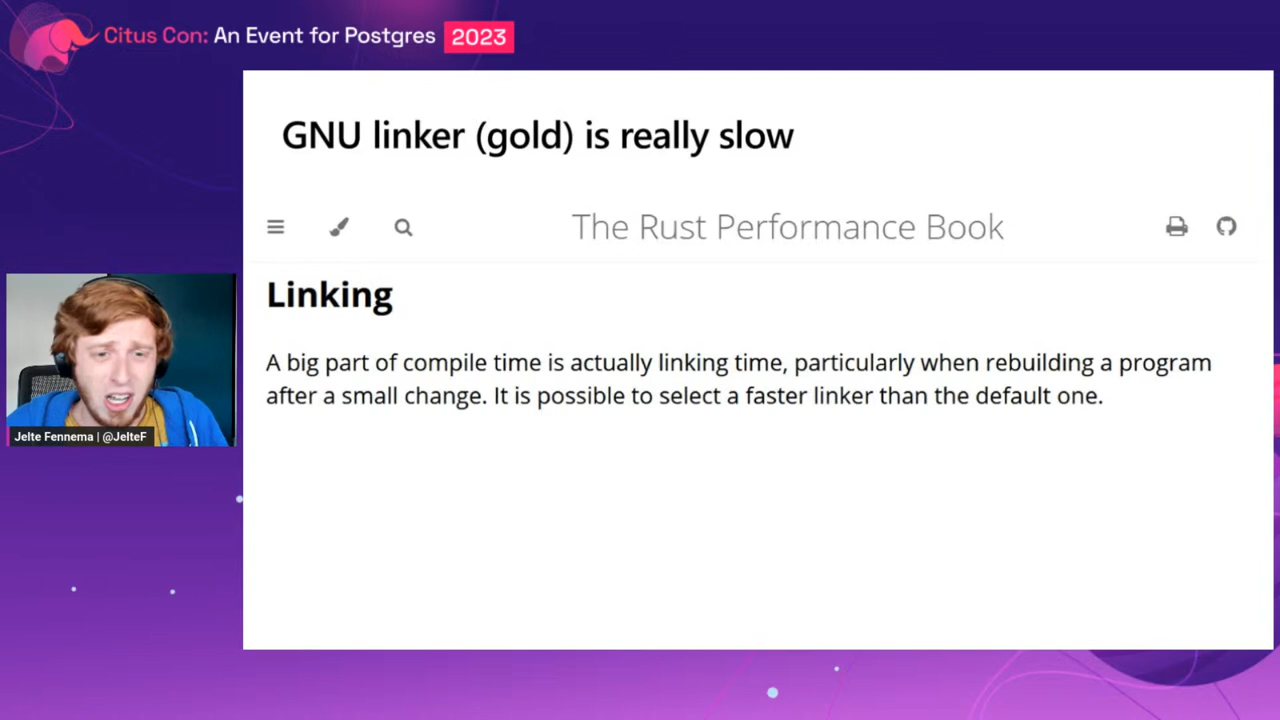 Citus Con: An Event for Postgres 2023
GNU linker (gold) is really slow
The Rust Performance Book
Linking
A big part of compile time is actually linking time, particularly when rebuilding a program
after a small change. It is possible to select a faster linker than the default one.
Jelte Fennema | @JelteF